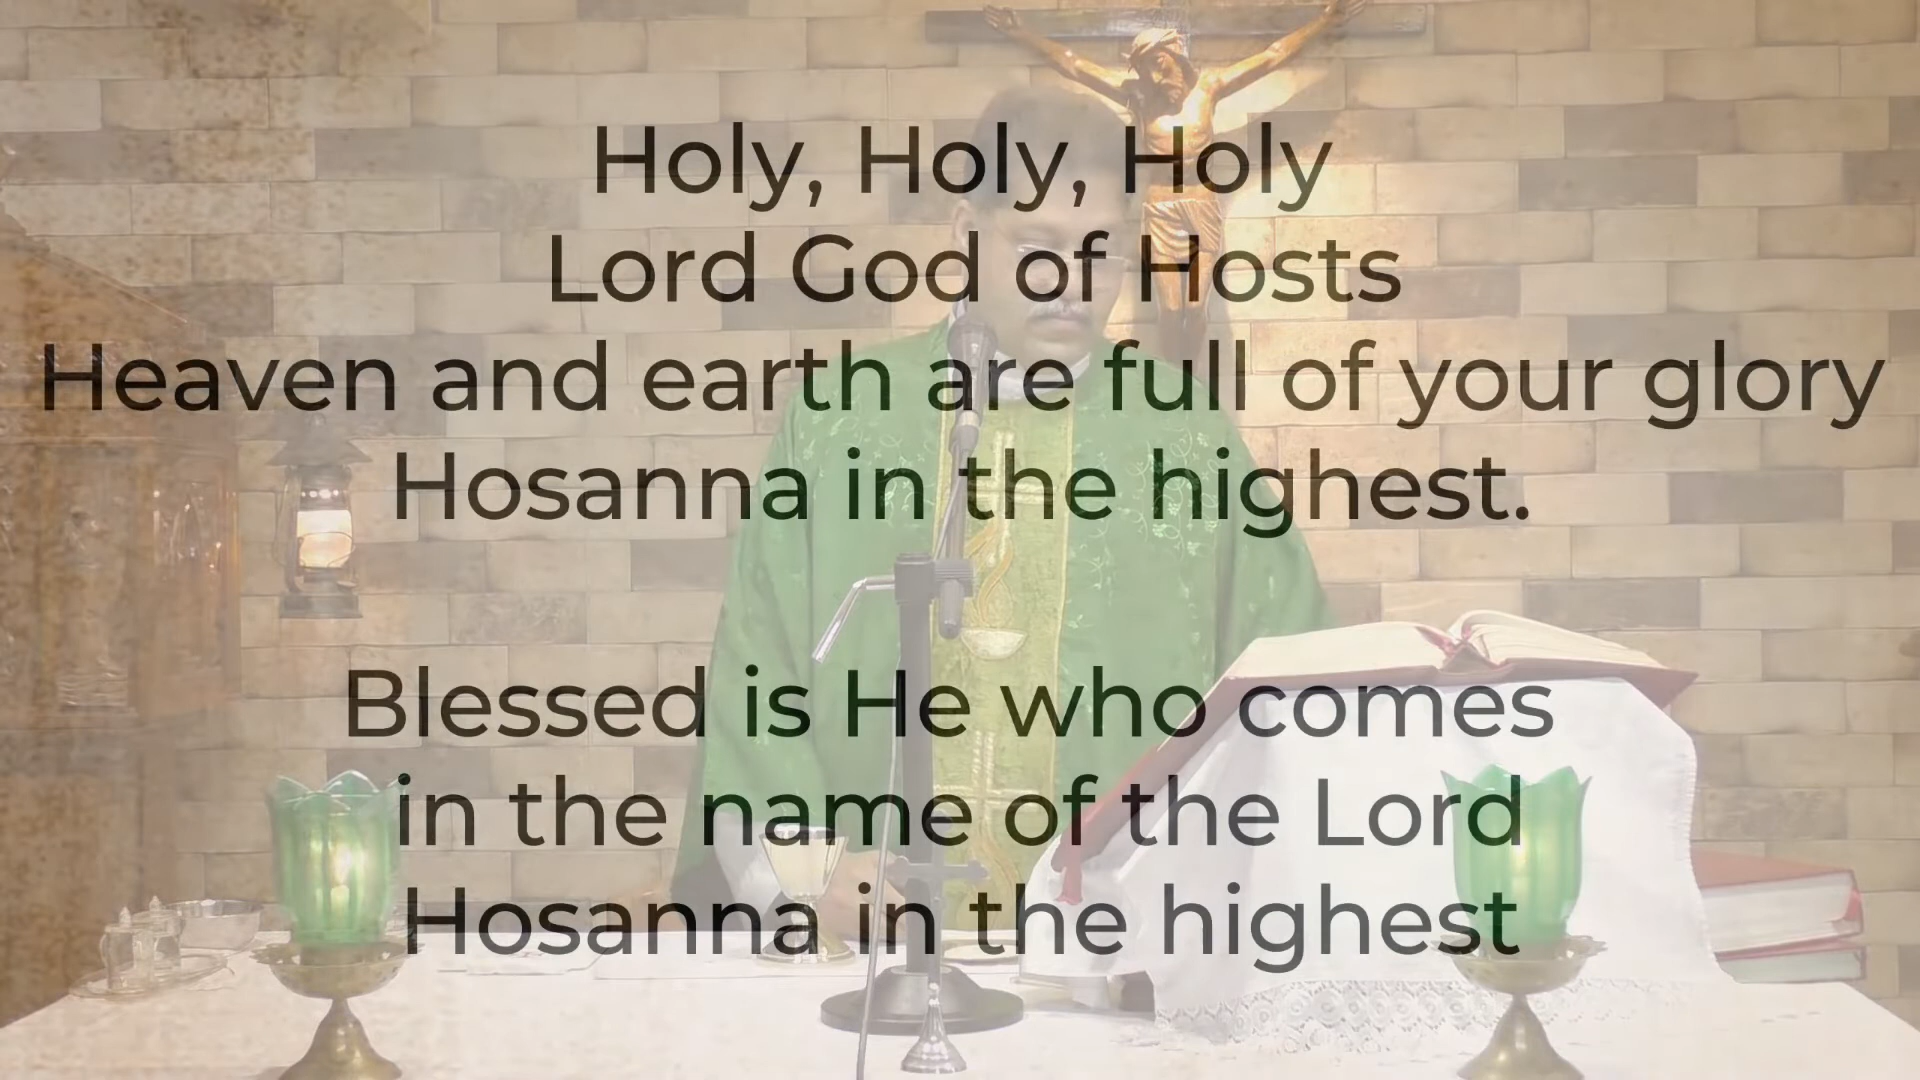 Holy, Holy, Holy
Lord God of Hosts
Heaven and earth are full of your glory
Hosanna in the highest.
Blessed is He who comes
in the name of the Lord
Hosanna in the highest